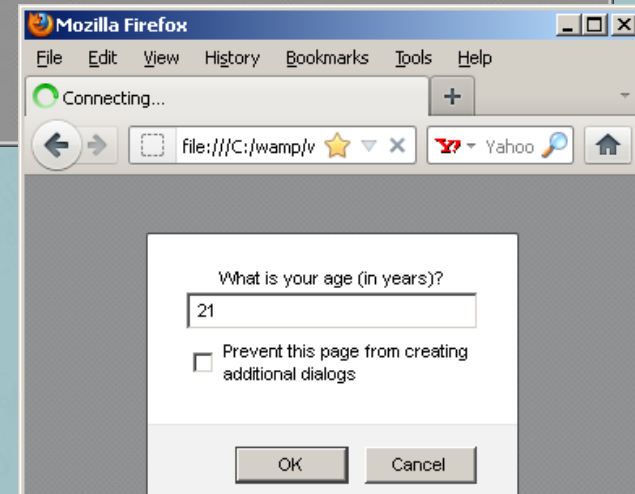 Mozilla Firefox
File Edit View History Bookmarks Tools Help
Connecting...
file:///C:/wamp/v Yahoo
What is your age (in years)?
21
Prevent this page from creating
additional dialogs
OK Cancel